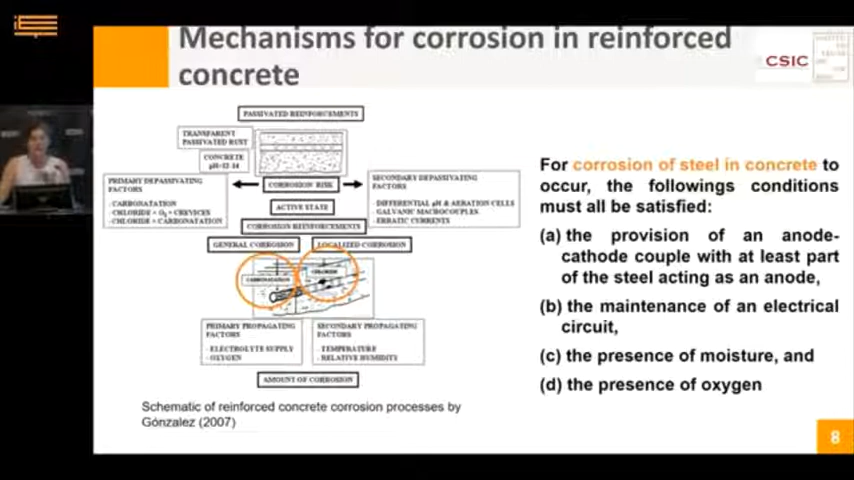 Mechanisms for corrosion in reinforced
concrete
CSIC
PASSIVATED REINFORCEMENTS
TRANSPARENT
PASSIVATED RUST
CONCRETE
pH=12-14
PRIMARY DEPASSIVATING
FACTORS
- CARBONATATION
- CHLORIDE + O₂ + CREVICES
- CHLORIDE + CARBONATATION
CORROSION RISK
SECONDARY DEPASSIVATING
FACTORS
- DIFFERENTIAL pH & AERATION CELLS
- GALVANIC MACROCOUPLES
- ERRATIC CURRENTS
ACTIVE STATE
CORROSION REINFORCEMENTS
GENERAL CORROSION
LOCALIZED CORROSION
CARBONATATION
CHLORIDE
PRIMARY PROPAGATING
FACTORS
- ELECTROLYTE SUPPLY
- OXYGEN
SECONDARY PROPAGATING
FACTORS
- TEMPERATURE
- RELATIVE HUMIDITY
AMOUNT OF CORROSION
Schematic of reinforced concrete corrosion processes by
Gónzalez (2007)
For corrosion of steel in concrete to
occur, the followings conditions
must all be satisfied:
(a) the provision of an anode-
cathode couple with at least part
of the steel acting as an anode,
(b) the maintenance of an electrical
circuit,
(c) the presence of moisture, and
(d) the presence of oxygen
8